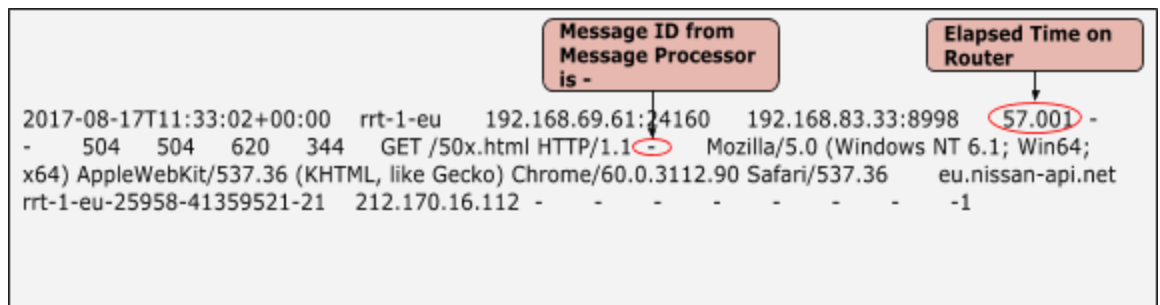 Message ID from
Message Processor
is -
Elapsed Time on
Router
2017-08-17T11:33:02+00:00 rrt-1-eu 192.168.69.61:24160 192.168.83.33:8998 57.001 -
- 504 504 620 344 GET /50x.html HTTP/1.1 - Mozilla/5.0 (Windows NT 6.1; Win64;
x64) AppleWebKit/537.36 (KHTML, like Gecko) Chrome/60.0.3112.90 Safari/537.36 eu.nissan-api.net
rrt-1-eu-25958-41359521-21 212.170.16.112 - - - - - - - -1